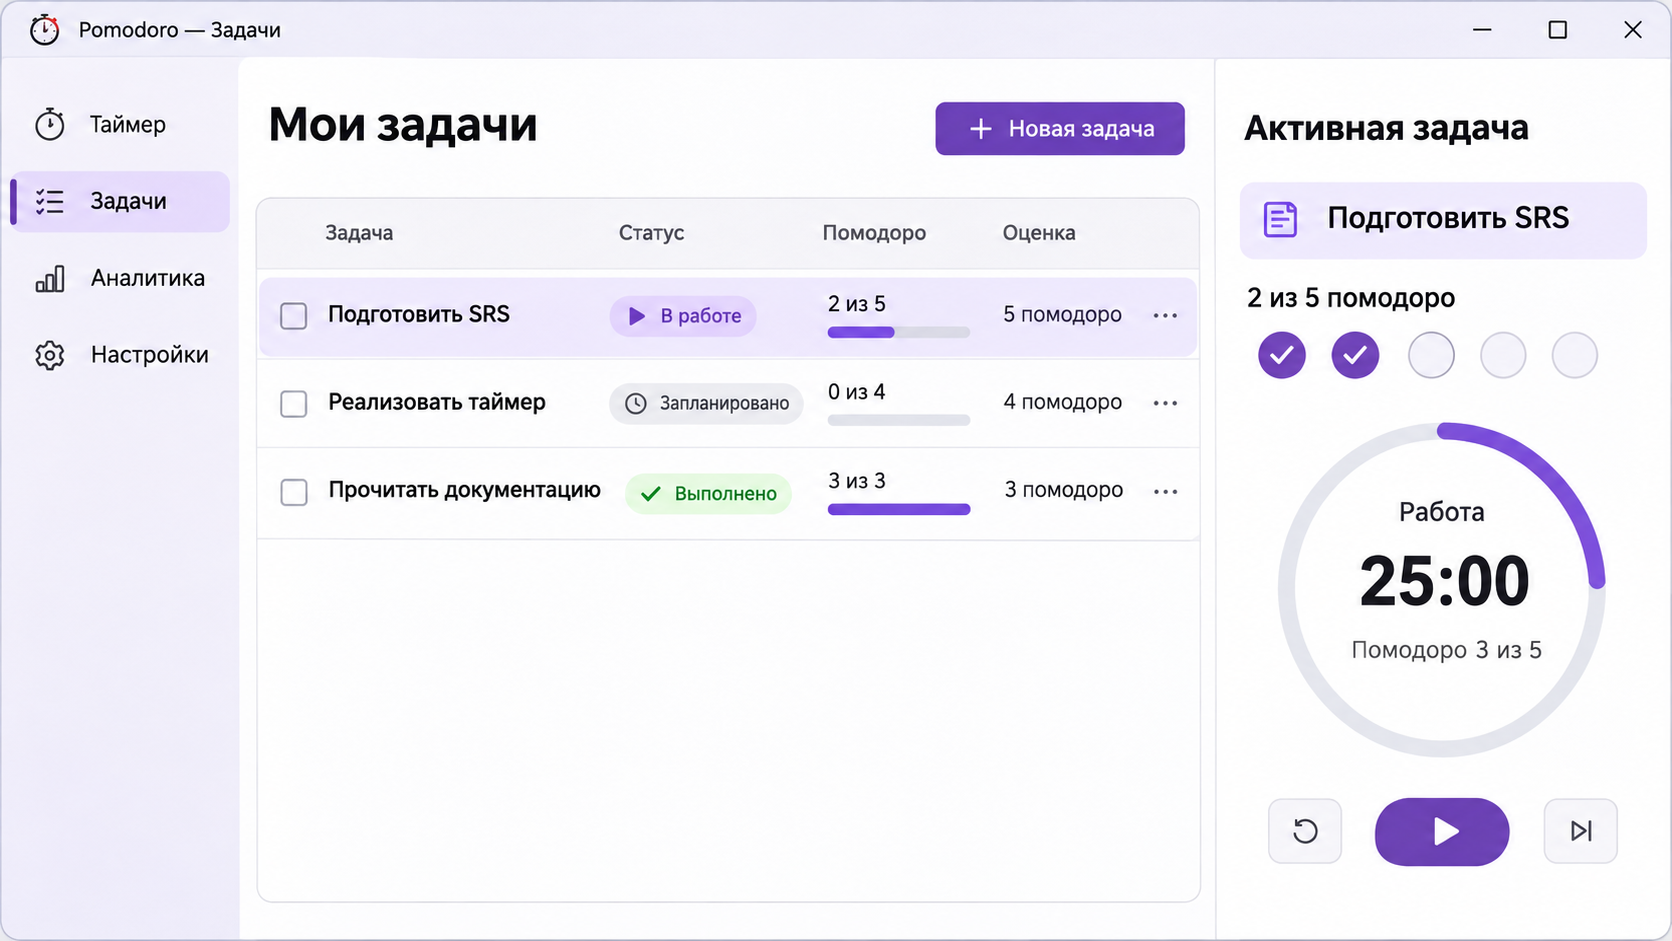 Pomodoro — Задачи
Таймер
Задачи
Аналитика
Настройки
Мои задачи
+ Новая задача
Задача Статус Помодоро Оценка
Подготовить SRS В работе 2 из 5 5 помодоро ...
Реализовать таймер Запланировано 0 из 4 4 помодоро ...
Прочитать документацию Выполнено 3 из 3 3 помодоро ...
Активная задача
Подготовить SRS
2 из 5 помодоро
Работа
25:00
Помодоро 3 из 5